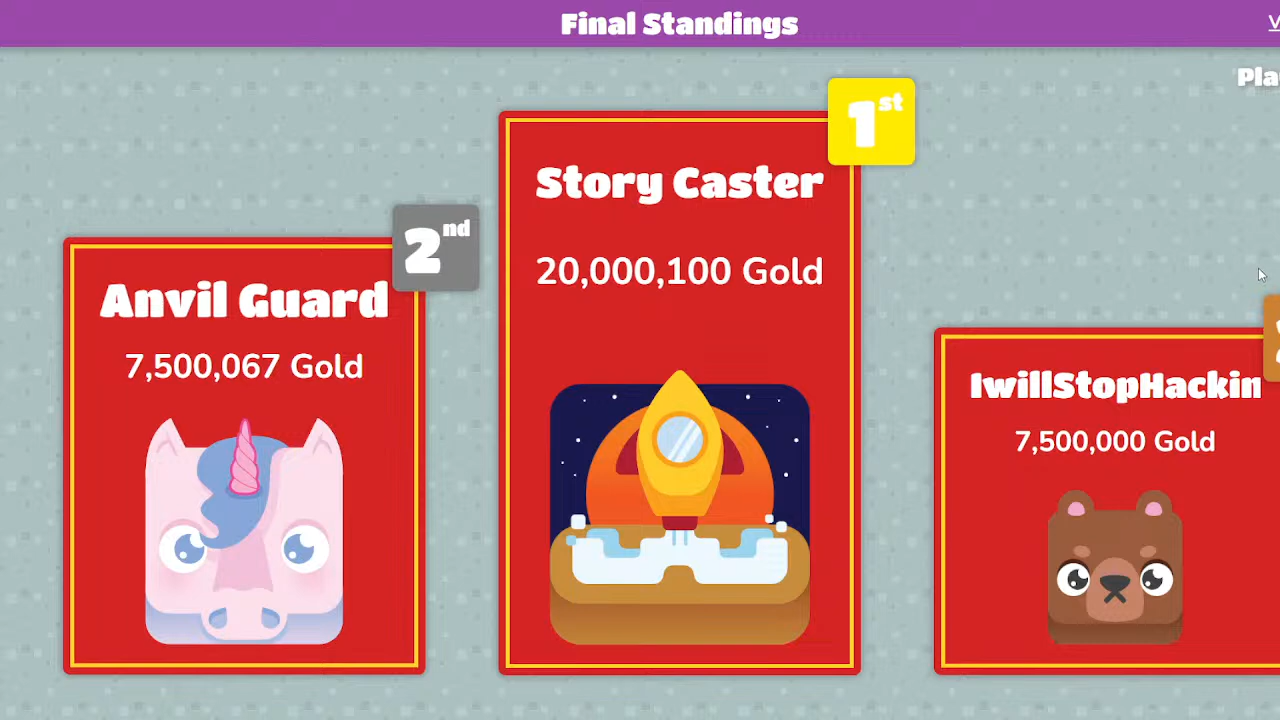 Final Standings
1st
Story Caster
20,000,100 Gold
2nd
Anvil Guard
7,500,067 Gold
IwillStopHackin
7,500,000 Gold